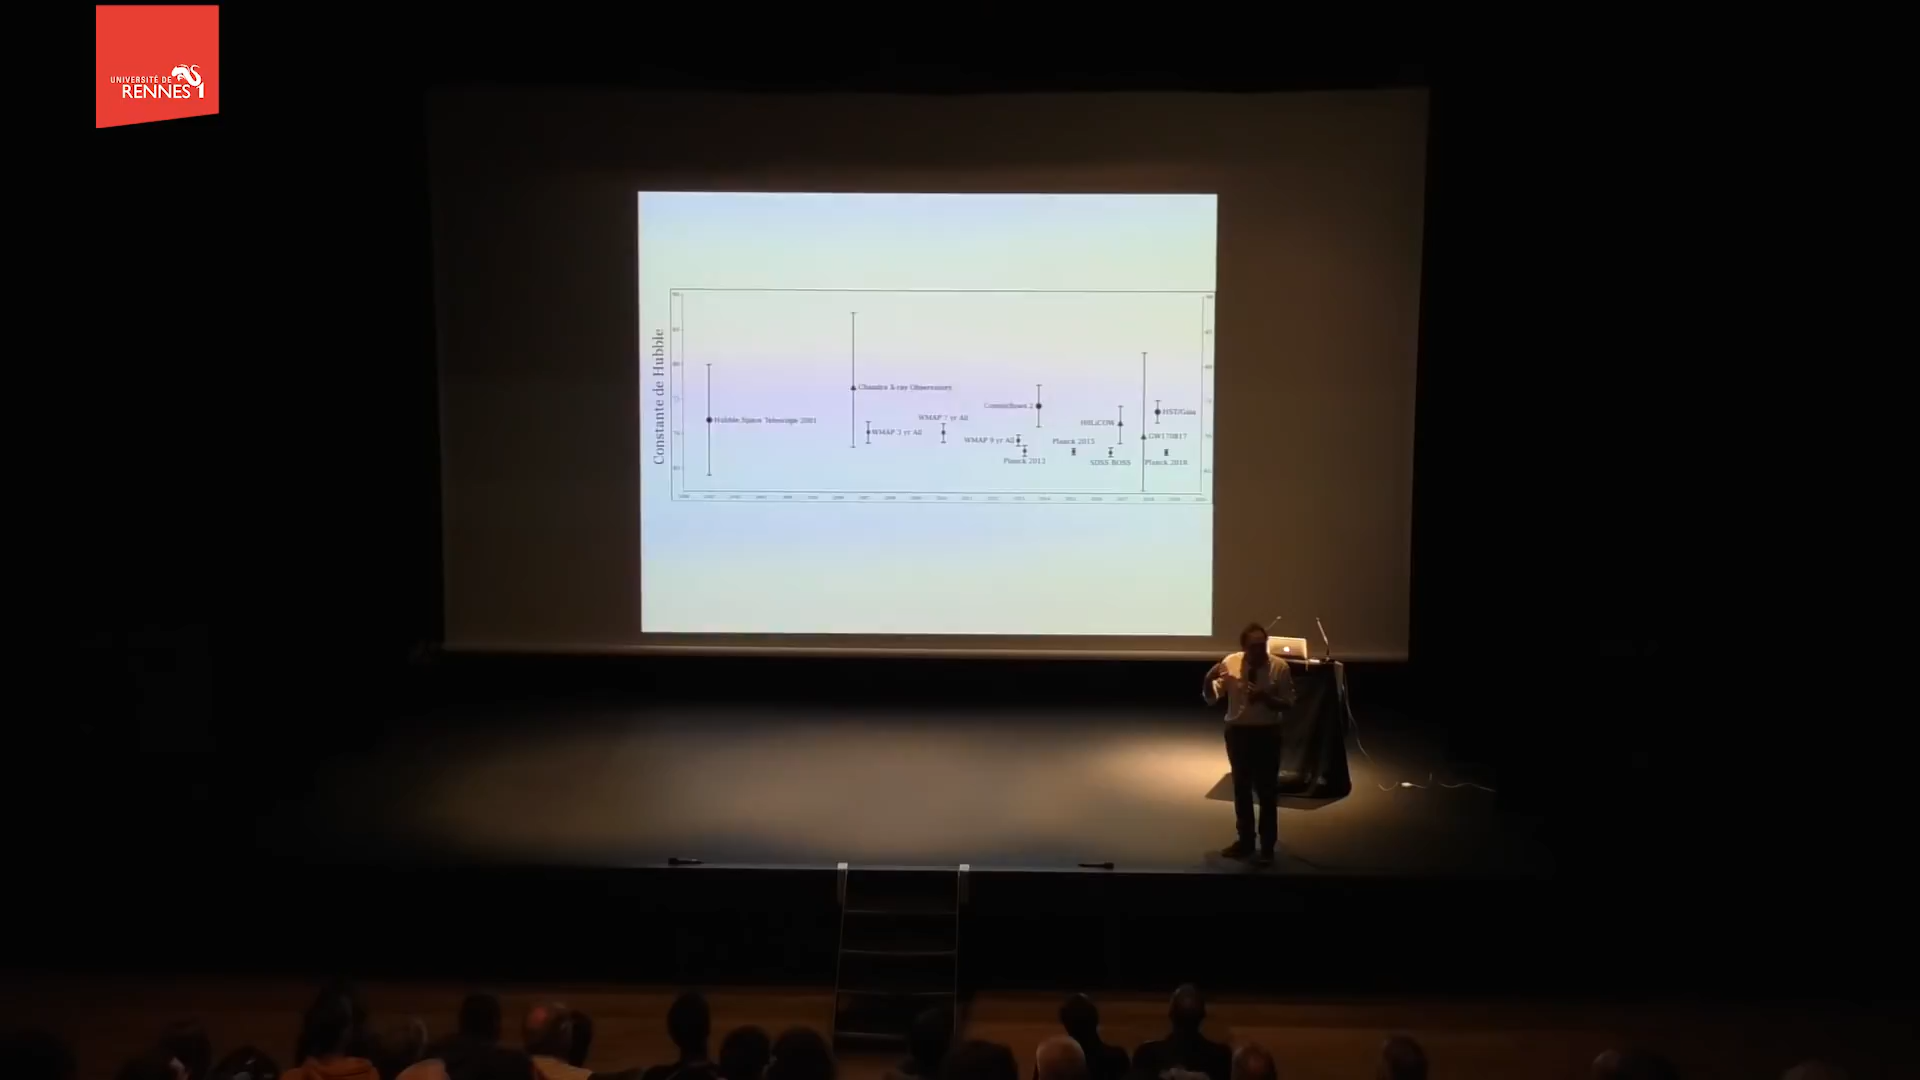 UNIVERSITÉ DE
RENNES 1
Constante de Hubble
Hubble Space Telescope 2001
Chandra X-ray Observatory
WMAP 3 yr All
WMAP 7 yr All
Cosmicflows 2
WMAP 9 yr All
Planck 2013
Planck 2015
H0LiCOW
SDSS BOSS
HST/Gaia
GW170817
Planck 2018